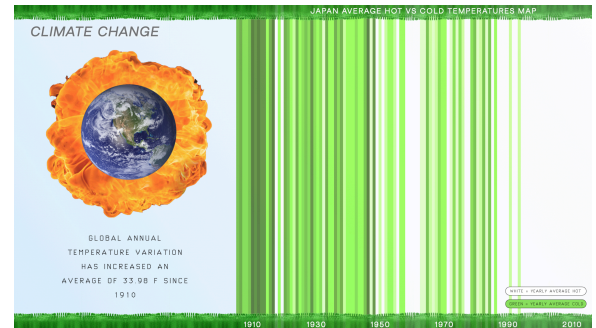 JAPAN AVERAGE HOT VS COLD TEMPERATURES MAP
CLIMATE CHANGE
GLOBAL ANNUAL
TEMPERATURE VARIATION
HAS INCREASED AN
AVERAGE OF 33.98 F SINCE
1910
WHITE = YEARLY AVERAGE HOT
GREEN = YEARLY AVERAGE COLD
1910 1930 1950 1970 1990 2010